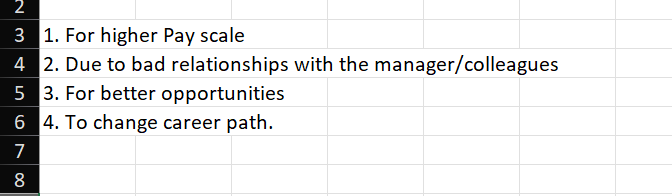 2
3 1. For higher Pay scale
4 2. Due to bad relationships with the manager/colleagues
5 3. For better opportunities
6 4. To change career path.
7
8